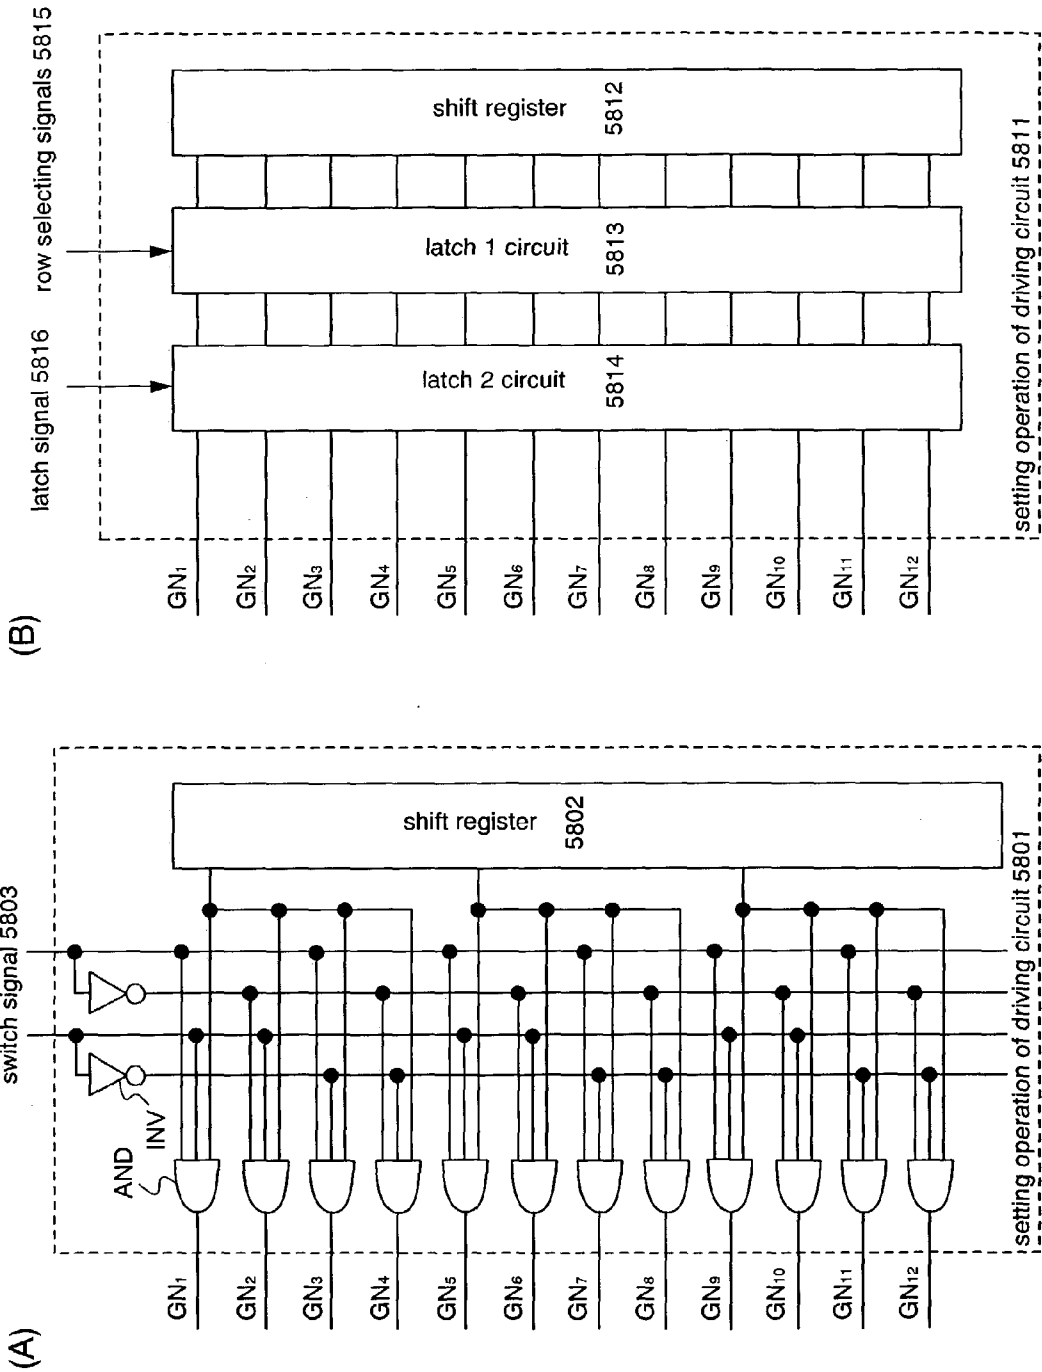 (A)
switch signal 5803
shift register
5802
INV
AND
GN1
GN2
GN3
GN4
GN5
GN6
GN7
GN8
GN9
GN10
GN11
GN12
setting operation of driving circuit 5801
(B)
latch signal 5816
row selecting signals 5815
shift register
5812
latch 1 circuit
5813
latch 2 circuit
5814
GN1
GN2
GN3
GN4
GN5
GN6
GN7
GN8
GN9
GN10
GN11
GN12
setting operation of driving circuit 5811